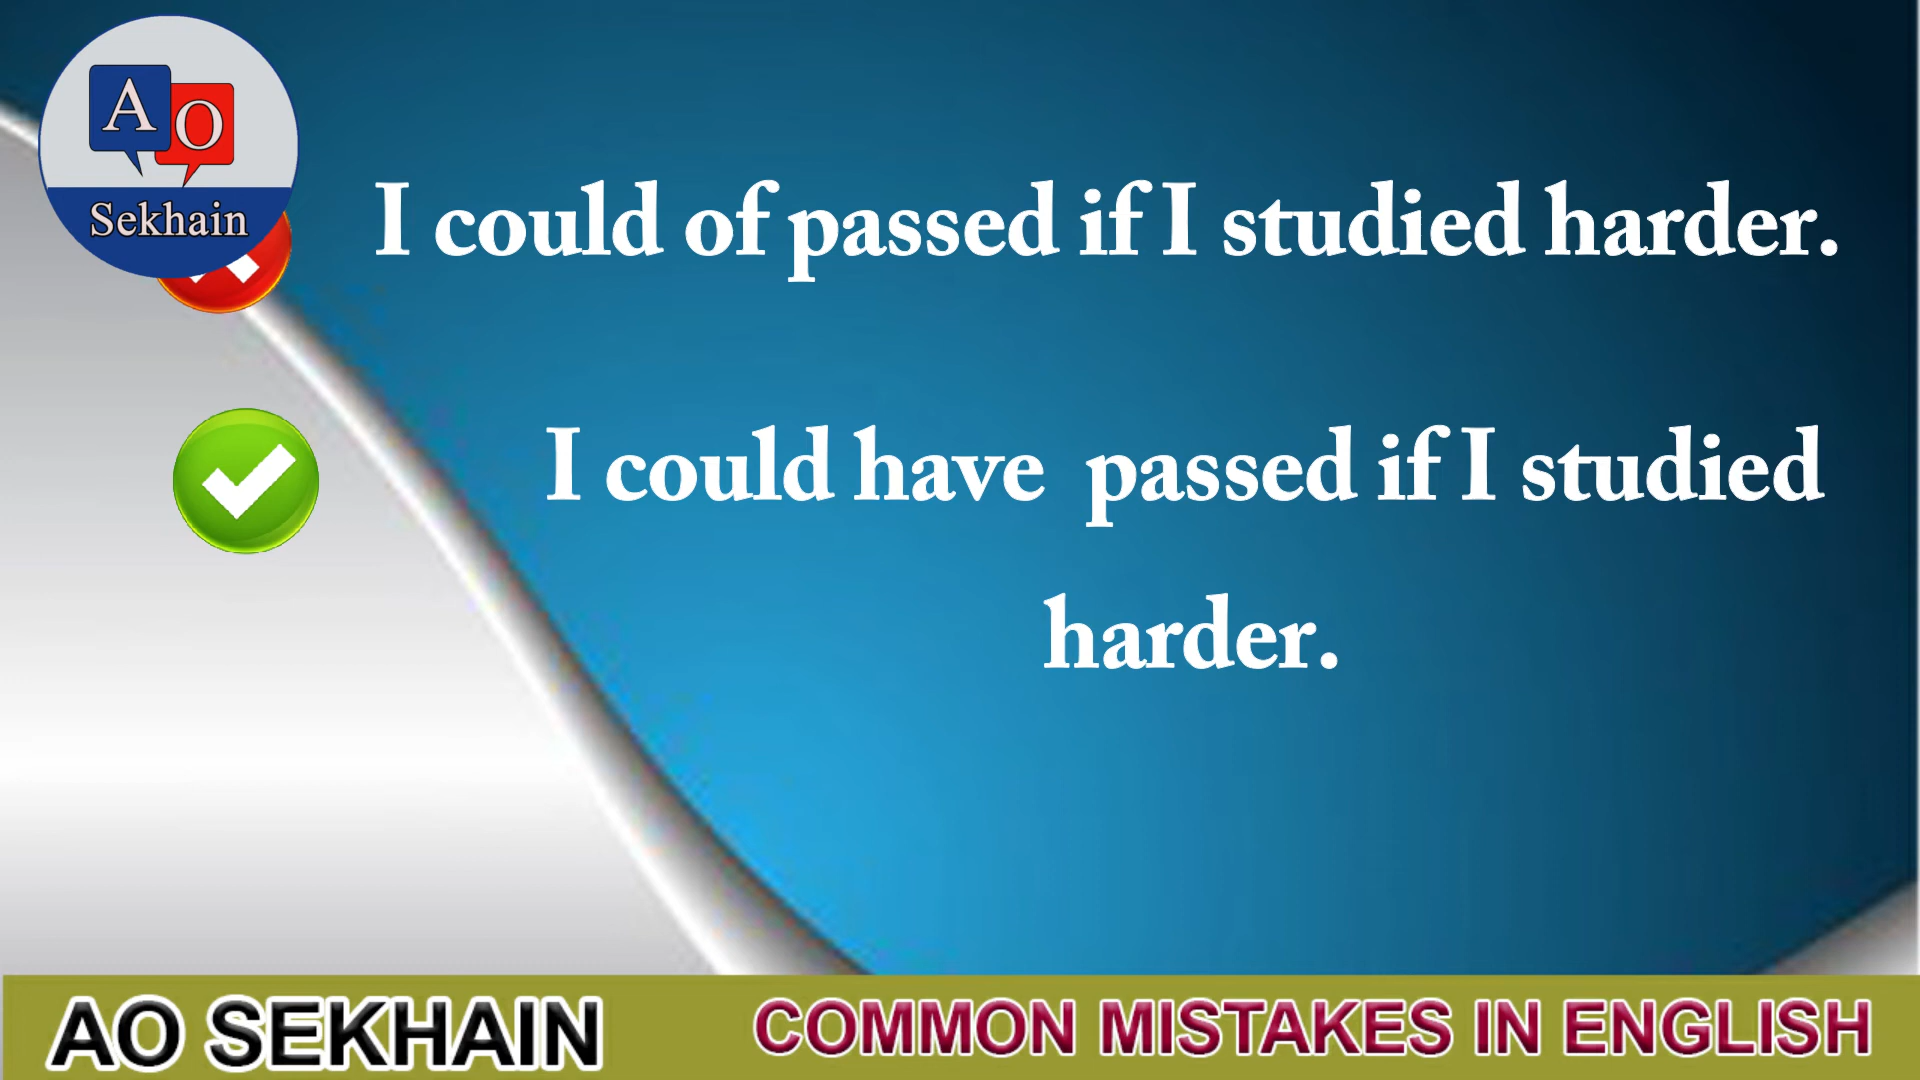 A O
Sekhain
I could of passed if I studied harder.
I could have passed if I studied
harder.
AO SEKHAIN
COMMON MISTAKES IN ENGLISH